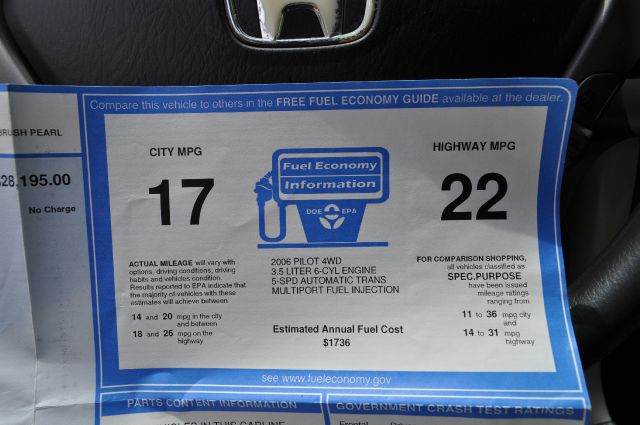 Compare this vehicle to others in the FREE FUEL ECONOMY GUIDE available at the dealer.
RUSH PEARL
28,195.00
No Charge
CITY MPG
17
Fuel Economy
Information
DOE EPA
HIGHWAY MPG
22
ACTUAL MILEAGE will vary with
options, driving conditions, driving
habits and vehicle's condition.
Results reported to EPA indicate that
the majority of vehicles with these
estimates will achieve between
14 and 20 mpg in the city
and between
18 and 26 mpg on the
highway
2006 PILOT 4WD
3.5 LITER 6-CYL ENGINE
5-SPD AUTOMATIC TRANS
MULTIPORT FUEL INJECTION
Estimated Annual Fuel Cost
$1736
FOR COMPARISON SHOPPING,
all vehicles classified as
SPEC.PURPOSE
have been issued
mileage ratings
ranging from
11 to 36 mpg city
and
14 to 31 mpg
highway
see www.fueleconomy.gov
PARTS CONTENT INFORMATION
GOVERNMENT CRASH TEST RATINGS
VEHICLES IN THIS CARLINE
Frontal